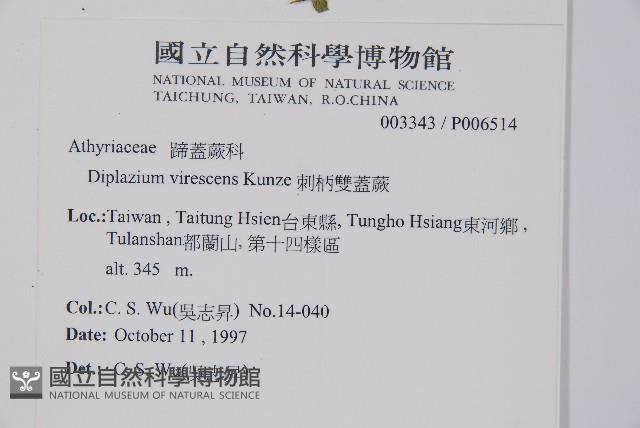 國立自然科學博物館
NATIONAL MUSEUM OF NATURAL SCIENCE
TAICHUNG, TAIWAN, R.O.CHINA
003343 / P006514
Athyriaceae 蹄蓋蕨科
Diplazium virescens Kunze 刺柄雙蓋蕨
Loc.:Taiwan , Taitung Hsien台東縣, Tungho Hsiang東河鄉 ,
Tulanshan都蘭山, 第十四樣區
alt. 345 m.
Col.: C. S. Wu(吳志昇) No.14-040
Date: October 11 , 1997
Det.: C. S. Wu(吳志昇)
國立自然科學博物館
NATIONAL MUSEUM OF NATURAL SCIENCE